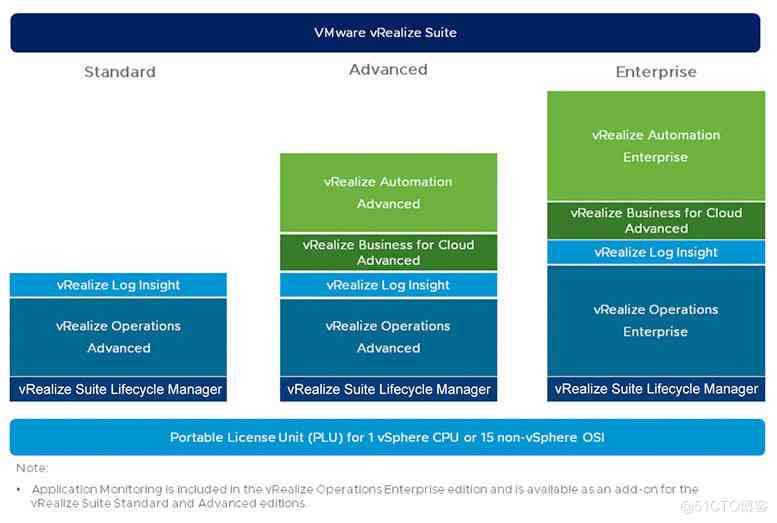 VMware vRealize Suite
Standard
Advanced
Enterprise
vRealize Automation
Enterprise
vRealize Automation
Advanced
vRealize Business for Cloud
Advanced
vRealize Business for Cloud
Advanced
vRealize Log Insight
vRealize Log Insight
vRealize Log Insight
vRealize Operations
Advanced
vRealize Operations
Advanced
vRealize Operations
Enterprise
vRealize Suite Lifecycle Manager
vRealize Suite Lifecycle Manager
vRealize Suite Lifecycle Manager
Portable License Unit (PLU) for 1 vSphere CPU or 15 non-vSphere OSI
Note:
• Application Monitoring is included in the vRealize Operations Enterprise edition and is available as an add-on for the
vRealize Suite Standard and Advanced editions.
@51CTO博客